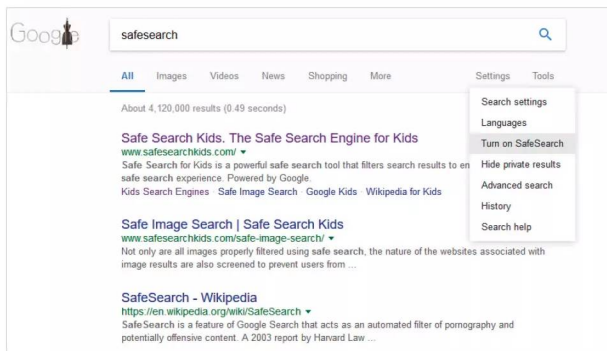 Google
safesearch
All Images Videos News Shopping More Settings Tools
About 4,120,000 results (0.49 seconds)
Search settings
Languages
Turn on SafeSearch
Hide private results
Advanced search
History
Search help
Safe Search Kids. The Safe Search Engine for Kids
www.safesearchkids.com/
Safe Search for Kids is a powerful safe search tool that filters search results to en
safe search experience. Powered by Google.
Kids Search Engines · Safe Image Search · Google Kids · Wikipedia for Kids
Safe Image Search | Safe Search Kids
www.safesearchkids.com/safe-image-search/
Not only are all images properly filtered using safe search, the nature of the websites associated with
image results are also screened to prevent users from ...
SafeSearch - Wikipedia
https://en.wikipedia.org/wiki/SafeSearch
SafeSearch is a feature of Google Search that acts as an automated filter of pornography and
potentially offensive content. A 2003 report by Harvard Law ...